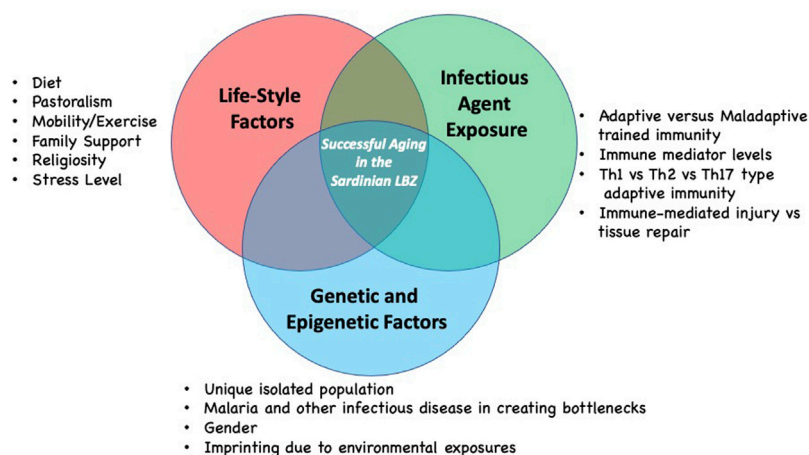 Life-Style
Factors
Infectious
Agent
Exposure
Successful Aging
in the
Sardinian LBZ
Genetic and
Epigenetic Factors
• Diet
• Pastoralism
• Mobility/Exercise
• Family Support
• Religiosity
• Stress Level
• Adaptive versus Maladaptive
trained immunity
• Immune mediator levels
• Th1 vs Th2 vs Th17 type
adaptive immunity
• Immune-mediated injury vs
tissue repair
• Unique isolated population
• Malaria and other infectious disease in creating bottlenecks
• Gender
• Imprinting due to environmental exposures